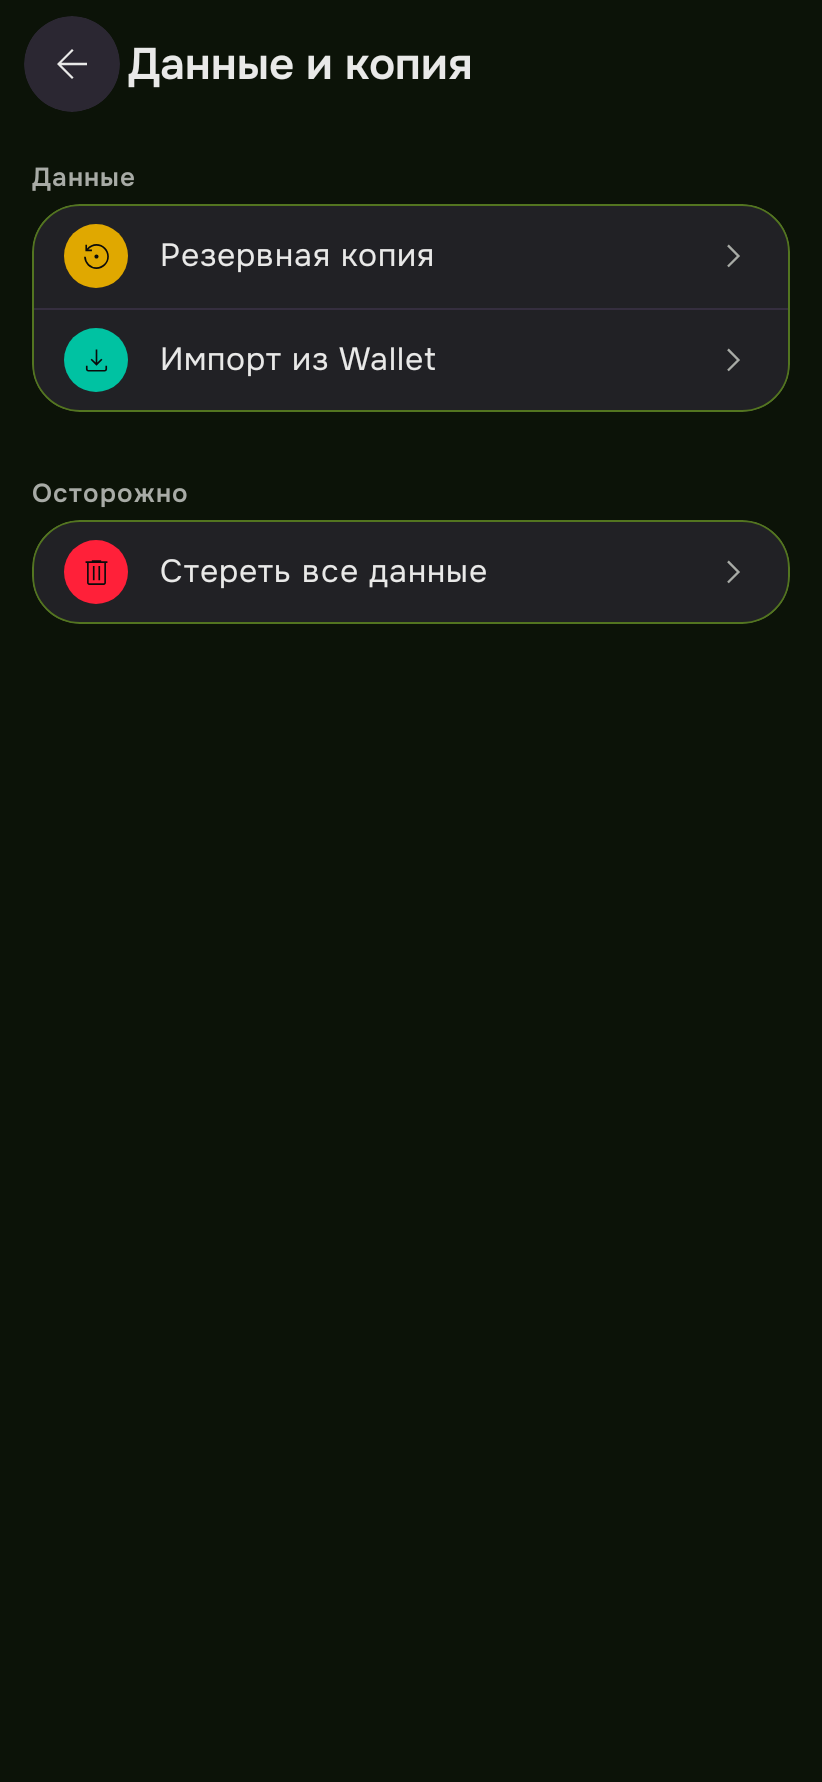 Данные и копия
Данные
Резервная копия
Импорт из Wallet
Осторожно
Стереть все данные